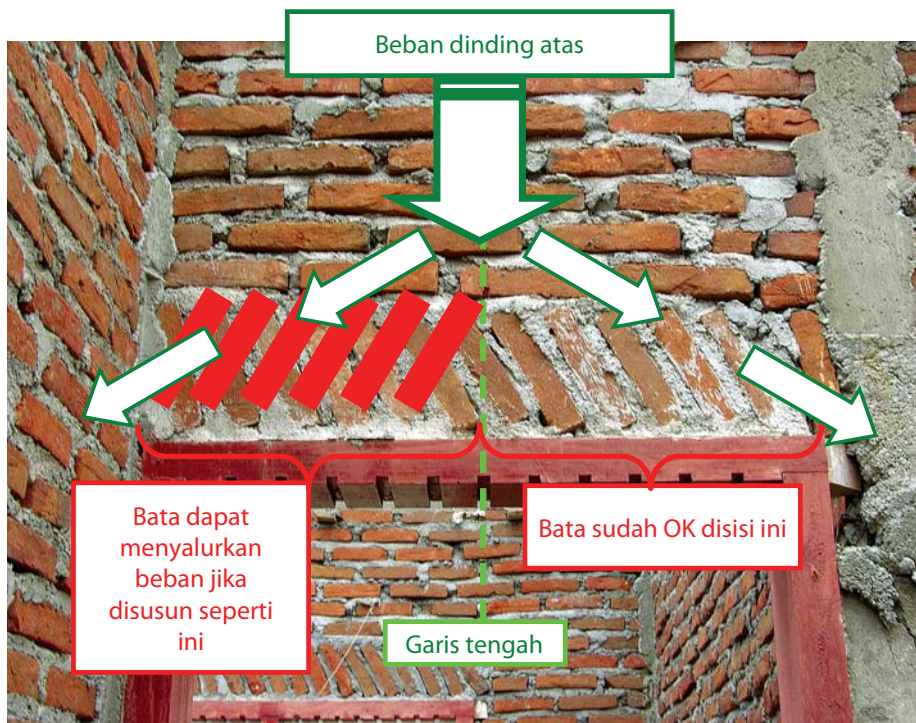 Beban dinding atas
Bata dapat
menyalurkan
beban jika
disusun seperti
ini
Bata sudah OK disisi ini
Garis tengah